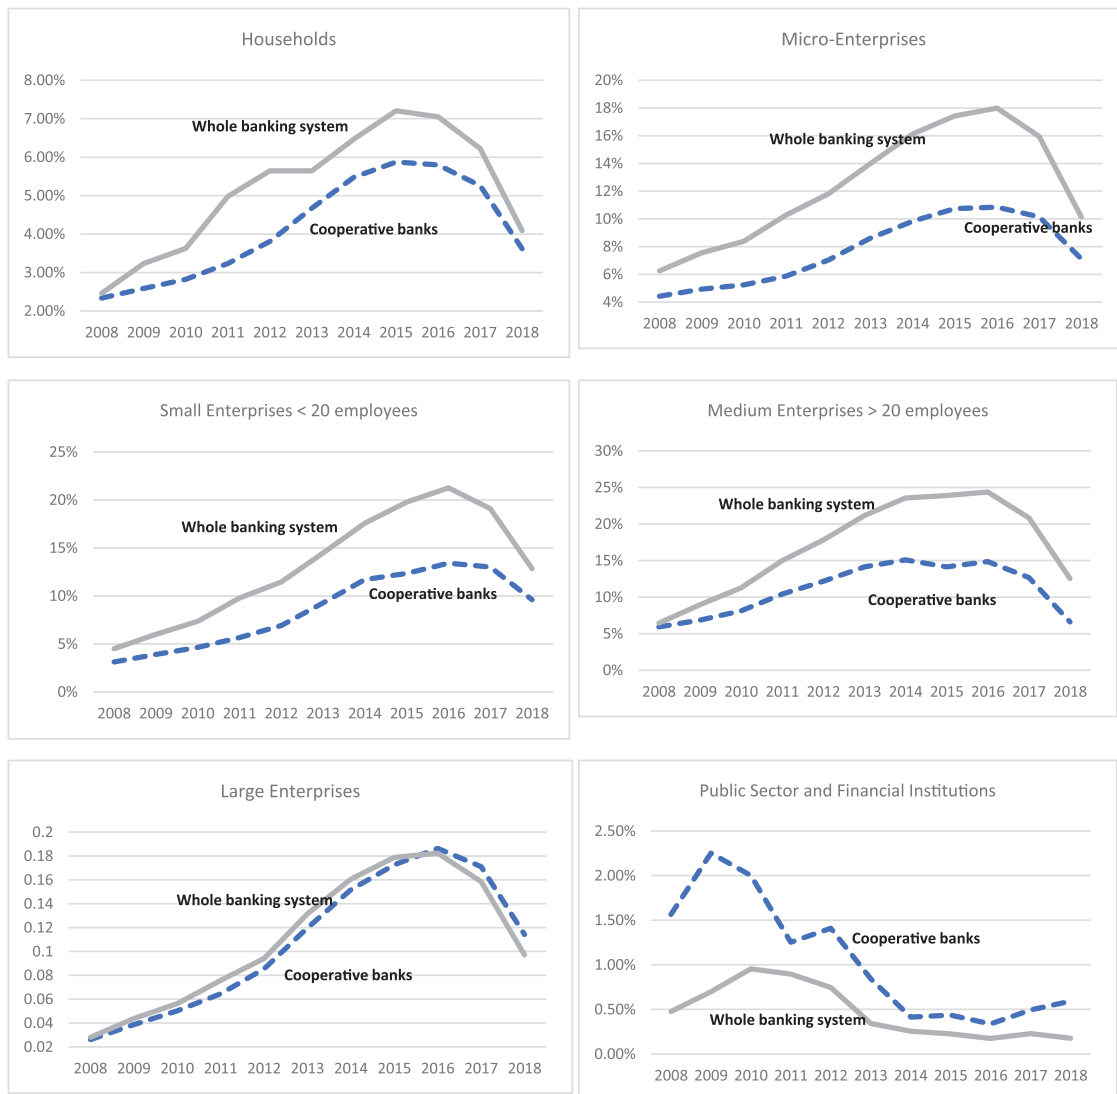 Households
8.00%
7.00%
Whole banking system
6.00%
5.00%
4.00%
Cooperative banks
3.00%
2.00%
2008 2009 2010 2011 2012 2013 2014 2015 2016 2017 2018
Micro-Enterprises
20%
18%
16%
Whole banking system
14%
12%
10%
Cooperative banks
8%
6%
4%
2008 2009 2010 2011 2012 2013 2014 2015 2016 2017 2018
Small Enterprises < 20 employees
25%
20%
Whole banking system
15%
10%
Cooperative banks
5%
0%
2008 2009 2010 2011 2012 2013 2014 2015 2016 2017 2018
Medium Enterprises > 20 employees
30%
25%
Whole banking system
20%
15%
10%
Cooperative banks
5%
0%
2008 2009 2010 2011 2012 2013 2014 2015 2016 2017 2018
Large Enterprises
0.2
0.18
0.16
Whole banking system
0.14
0.12
0.1
0.08
Cooperative banks
0.06
0.04
0.02
2008 2009 2010 2011 2012 2013 2014 2015 2016 2017 2018
Public Sector and Financial Institutions
2.50%
2.00%
1.50%
Cooperative banks
1.00%
0.50%
Whole banking system
0.00%
2008 2009 2010 2011 2012 2013 2014 2015 2016 2017 2018